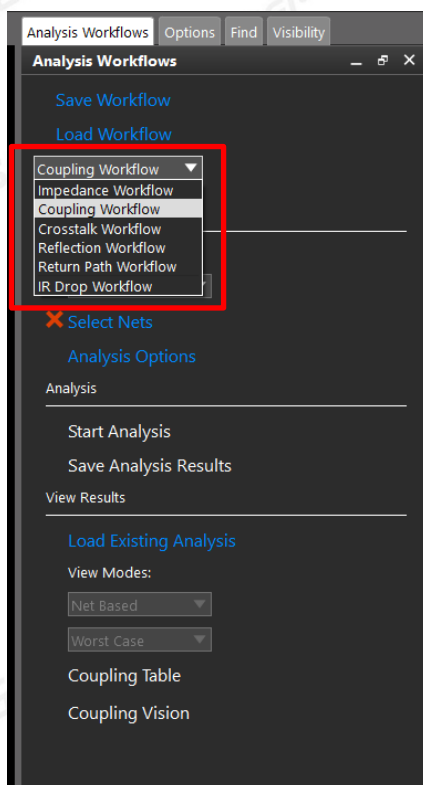 Analysis Workflows Options Find Visibility
Analysis Workflows
Save Workflow
Load Workflow
Coupling Workflow
Impedance Workflow
Coupling Workflow
Crosstalk Workflow
Reflection Workflow
Return Path Workflow
IR Drop Workflow
Select Nets
Analysis Options
Analysis
Start Analysis
Save Analysis Results
View Results
Load Existing Analysis
View Modes:
Net Based
Worst Case
Coupling Table
Coupling Vision